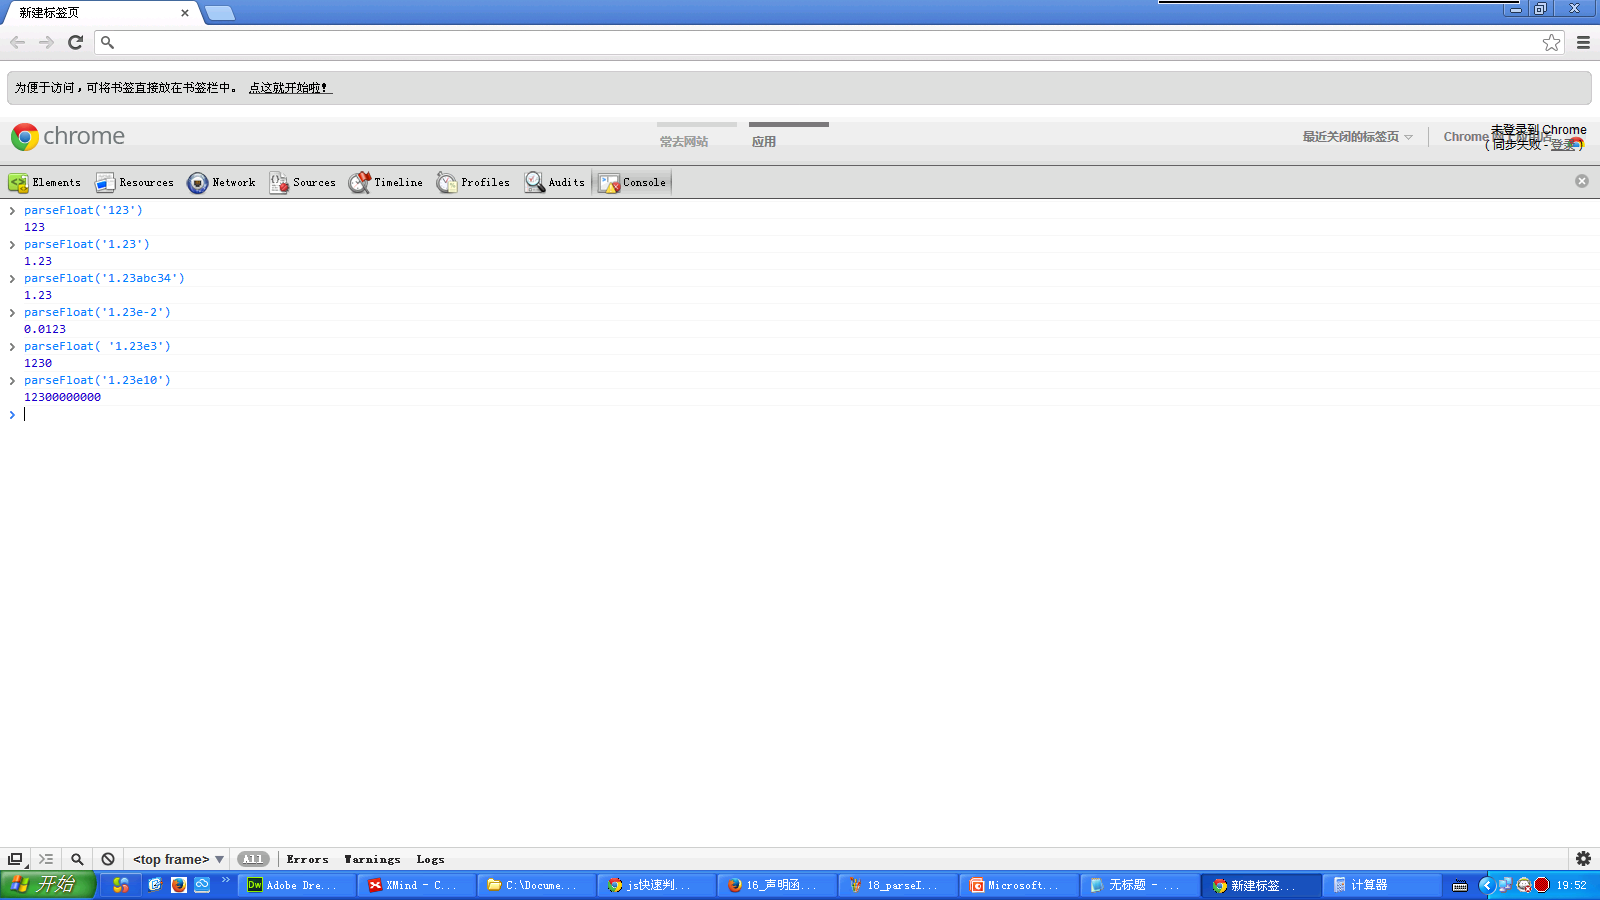 新建标签页
为便于访问，可将书签直接放在书签栏中。 点这就开始啦！
chrome
常去网站
应用
最近关闭的标签页
Chrome
未登录到 Chrome
(同步失败 - 登录)
Elements
Resources
Network
Sources
Timeline
Profiles
Audits
Console
parseFloat('123')
123
parseFloat('1.23')
1.23
parseFloat('1.23abc34')
1.23
parseFloat('1.23e-2')
0.0123
parseFloat( '1.23e3')
1230
parseFloat('1.23e10')
12300000000
<top frame>
All
Errors
Warnings
Logs
开始
Adobe Dre...
XMind - C...
C:\Docume...
js快速判...
16_声明函...
18_parseI...
Microsoft...
无标题 - ...
新建标签...
计算器
19:52